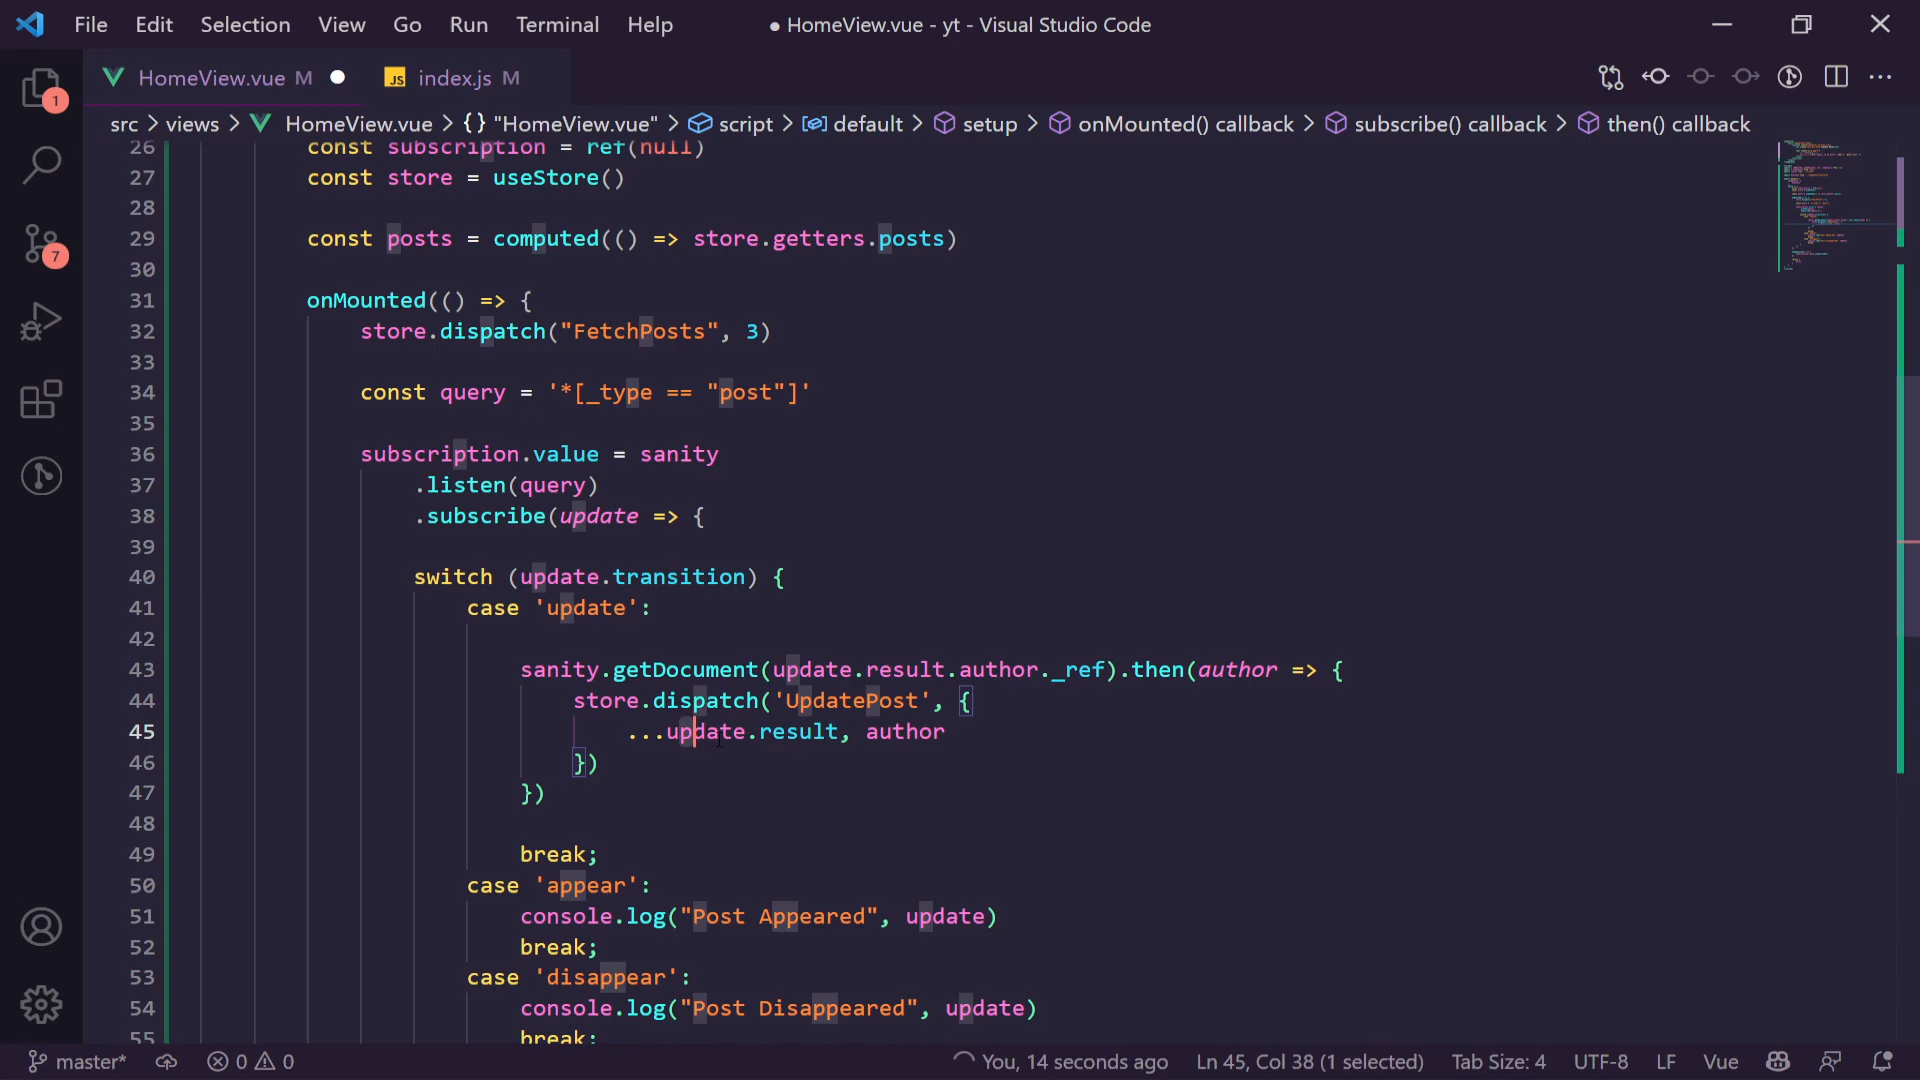 File Edit Selection View Go Run Terminal Help
● HomeView.vue - yt - Visual Studio Code
HomeView.vue M
JS index.js M
src > views > HomeView.vue > {} "HomeView.vue" > script > default > setup > onMounted() callback > subscribe() callback > then() callback
1
7
26 const subscription = ref(null)
27 const store = useStore()
28
29 const posts = computed(() => store.getters.posts)
30
31 onMounted(() => {
32 store.dispatch("FetchPosts", 3)
33
34 const query = '*[_type == "post"]'
35
36 subscription.value = sanity
37 .listen(query)
38 .subscribe(update => {
39
40 switch (update.transition) {
41 case 'update':
42
43 sanity.getDocument(update.result.author._ref).then(author => {
44 store.dispatch('UpdatePost', {
45 ...update.result, author
46 })
47 })
48
49 break;
50 case 'appear':
51 console.log("Post Appeared", update)
52 break;
53 case 'disappear':
54 console.log("Post Disappeared", update)
55 break;
master* 0 0 You, 14 seconds ago Ln 45, Col 38 (1 selected) Tab Size: 4 UTF-8 LF Vue